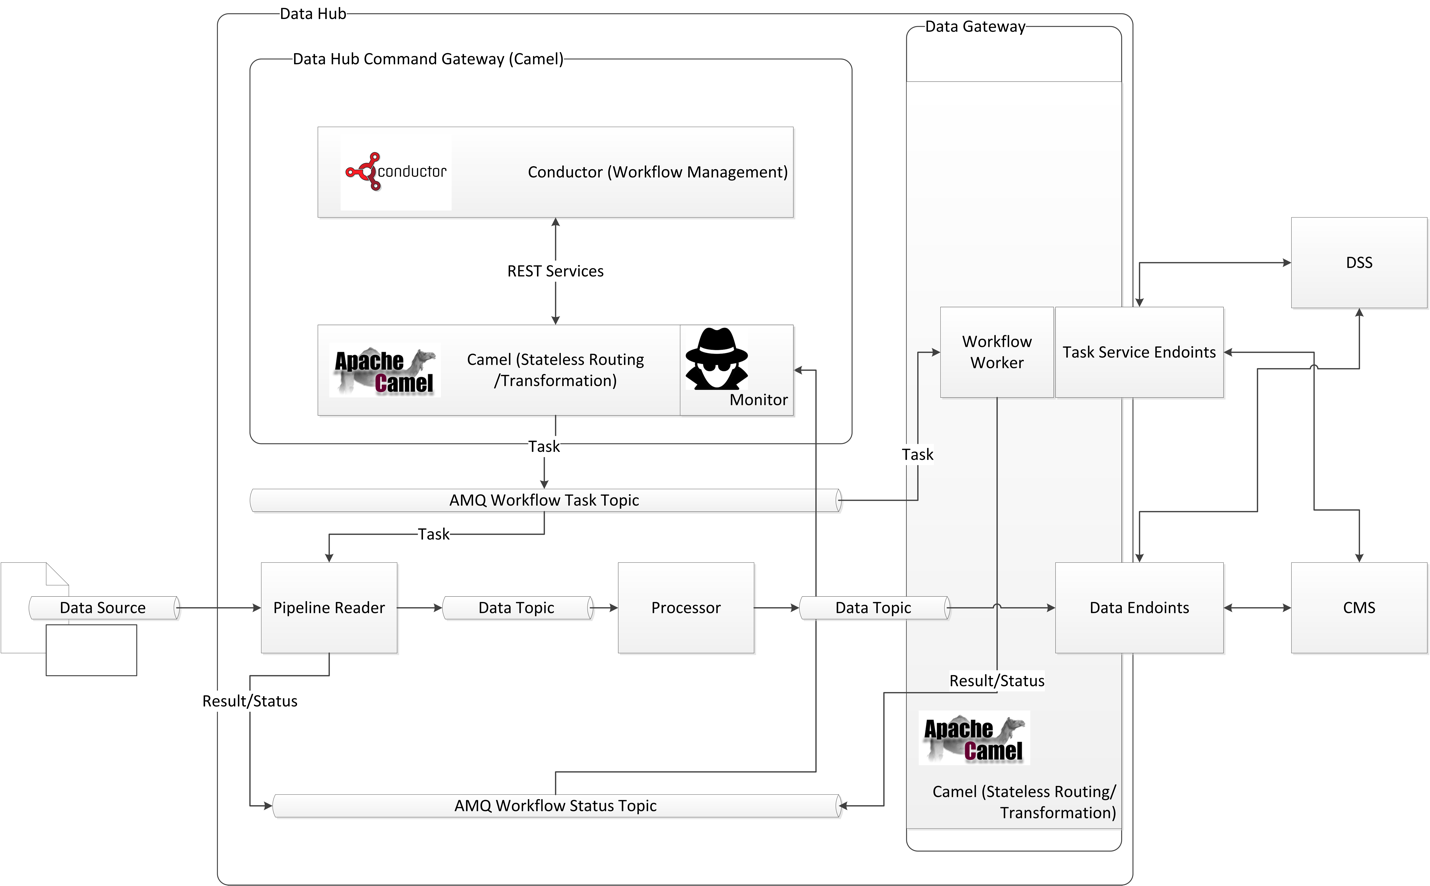 Data Hub
Data Gateway
Data Hub Command Gateway (Camel)
conductor
Conductor (Workflow Management)
REST Services
Apache
Camel
Camel (Stateless Routing
/Transformation)
Monitor
Workflow
Worker
Task Service Endoints
DSS
Task
Task
AMQ Workflow Task Topic
Task
Data Source
Pipeline Reader
Data Topic
Processor
Data Topic
Data Endoints
CMS
Result/Status
Result/Status
Apache
Camel
Camel (Stateless Routing/
Transformation)
AMQ Workflow Status Topic